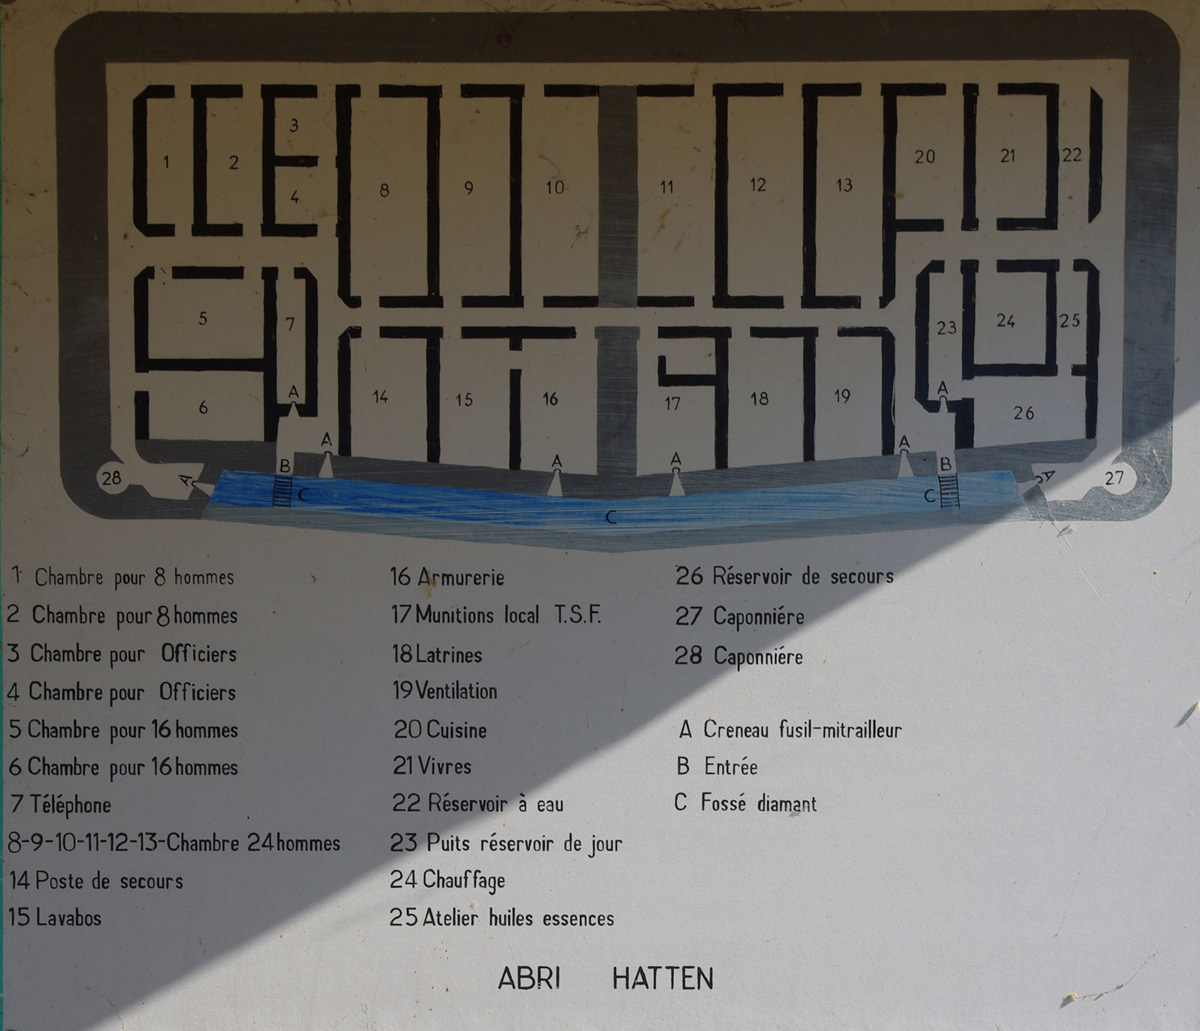 1 2 3 4 8 9 10 11 12 13 20 21 22
5 7 23 24 25
6 14 15 16 17 18 19 26
A A A A A A
28 A B C C C B A 27
1 Chambre pour 8 hommes
2 Chambre pour 8 hommes
3 Chambre pour Officiers
4 Chambre pour Officiers
5 Chambre pour 16 hommes
6 Chambre pour 16 hommes
7 Téléphone
8-9-10-11-12-13-Chambre 24 hommes
14 Poste de secours
15 Lavabos
16 Armurerie
17 Munitions local T.S.F.
18 Latrines
19 Ventilation
20 Cuisine
21 Vivres
22 Réservoir à eau
23 Puits réservoir de jour
24 Chauffage
25 Atelier huiles essences
26 Réservoir de secours
27 Caponniére
28 Caponniére
A Creneau fusil-mitrailleur
B Entrée
C Fossé diamant
ABRI HATTEN